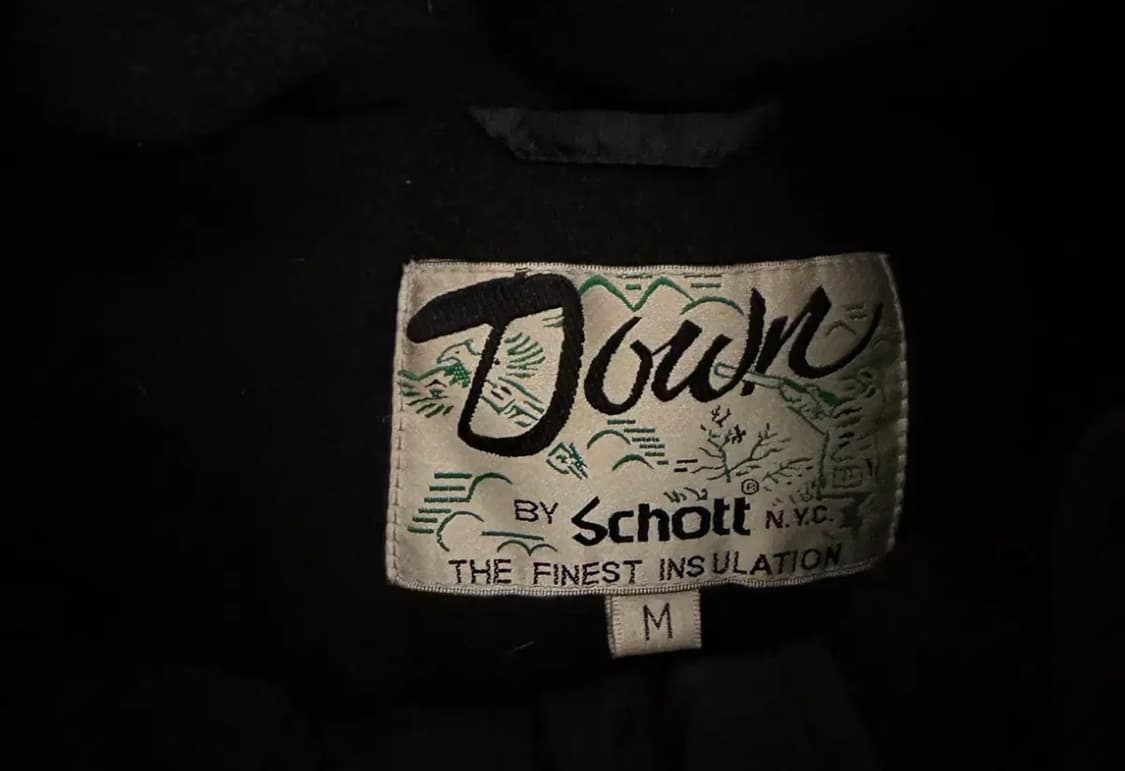 Down
BY Schott® N.Y.C.
THE FINEST INSULATION
M